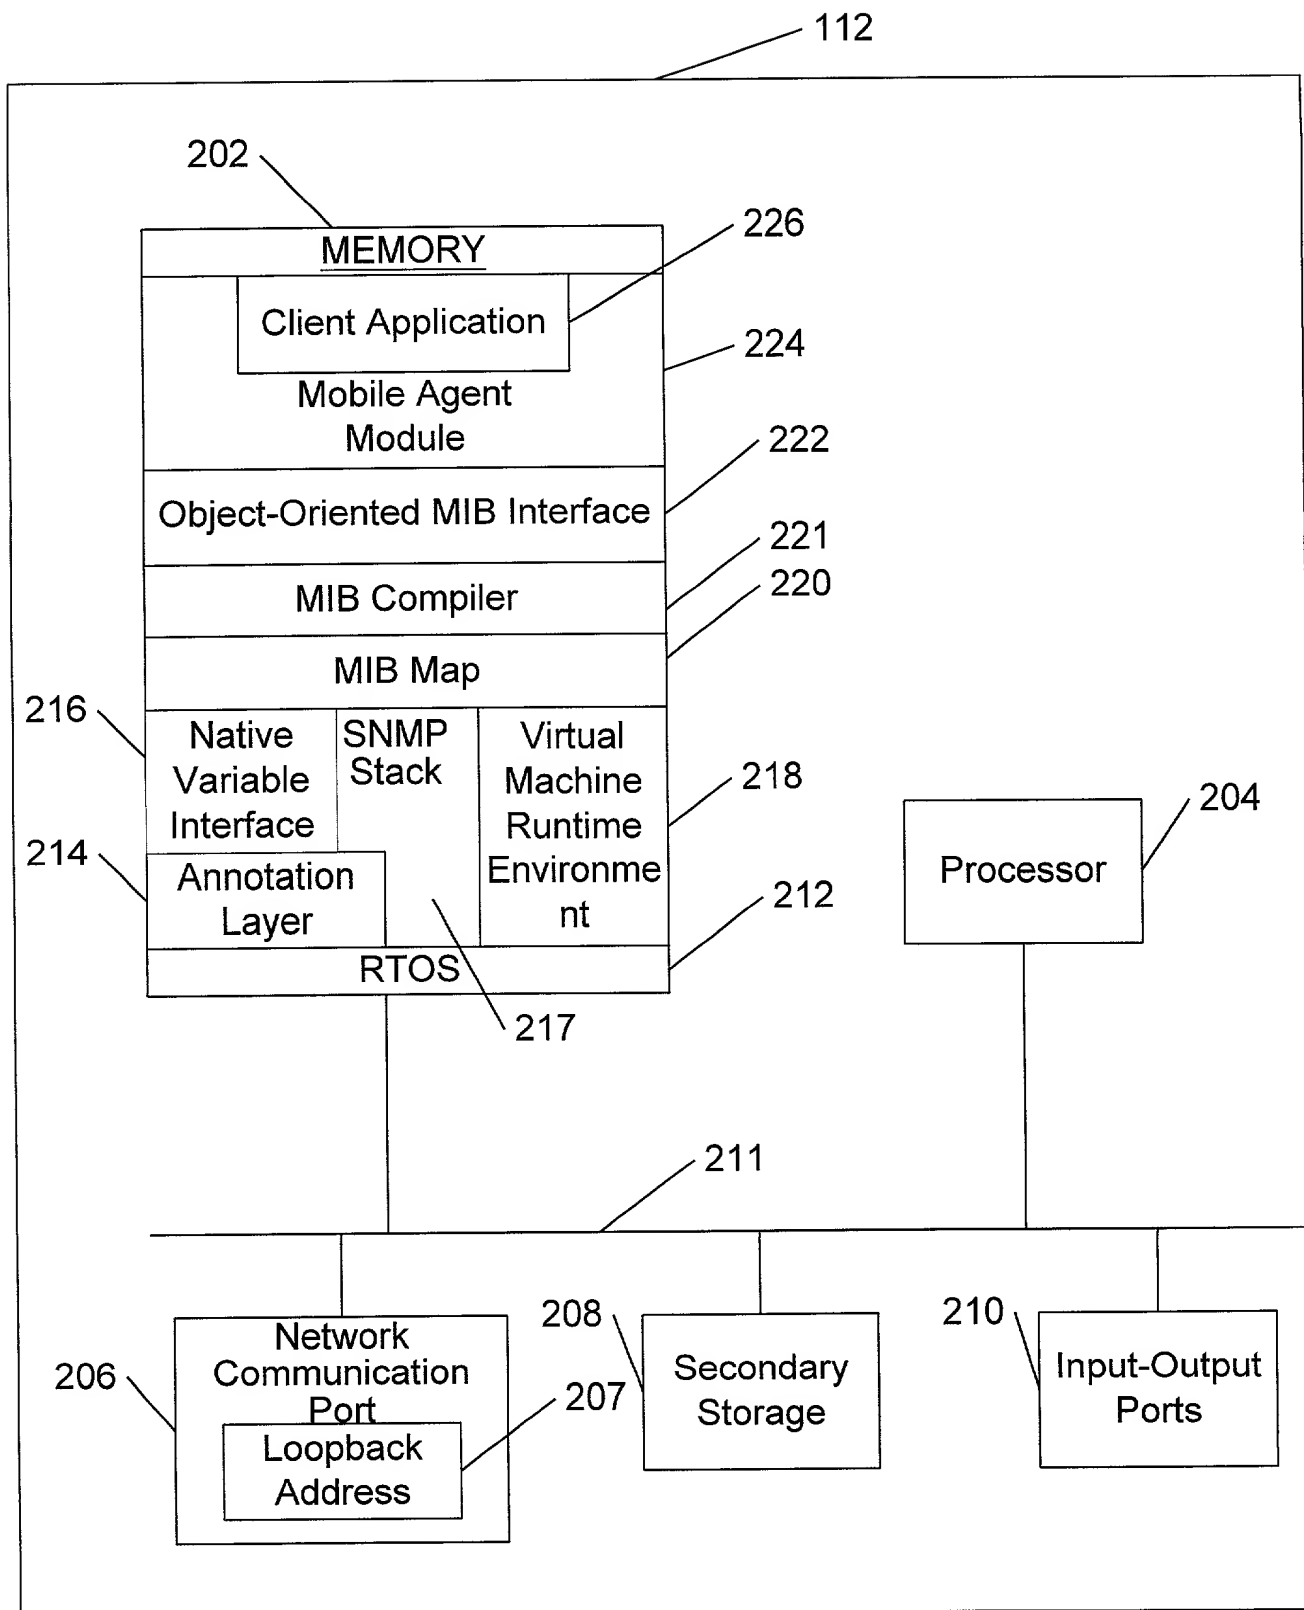 112
202
MEMORY
226
Client Application
224
Mobile Agent
Module
222
Object-Oriented MIB Interface
221
MIB Compiler
220
MIB Map
216
Native
Variable
Interface
SNMP
Stack
Virtual
Machine
Runtime
Environme
nt
218
204
Processor
214
Annotation
Layer
212
RTOS
217
211
206
Network
Communication
Port
207
Loopback
Address
208
Secondary
Storage
210
Input-Output
Ports